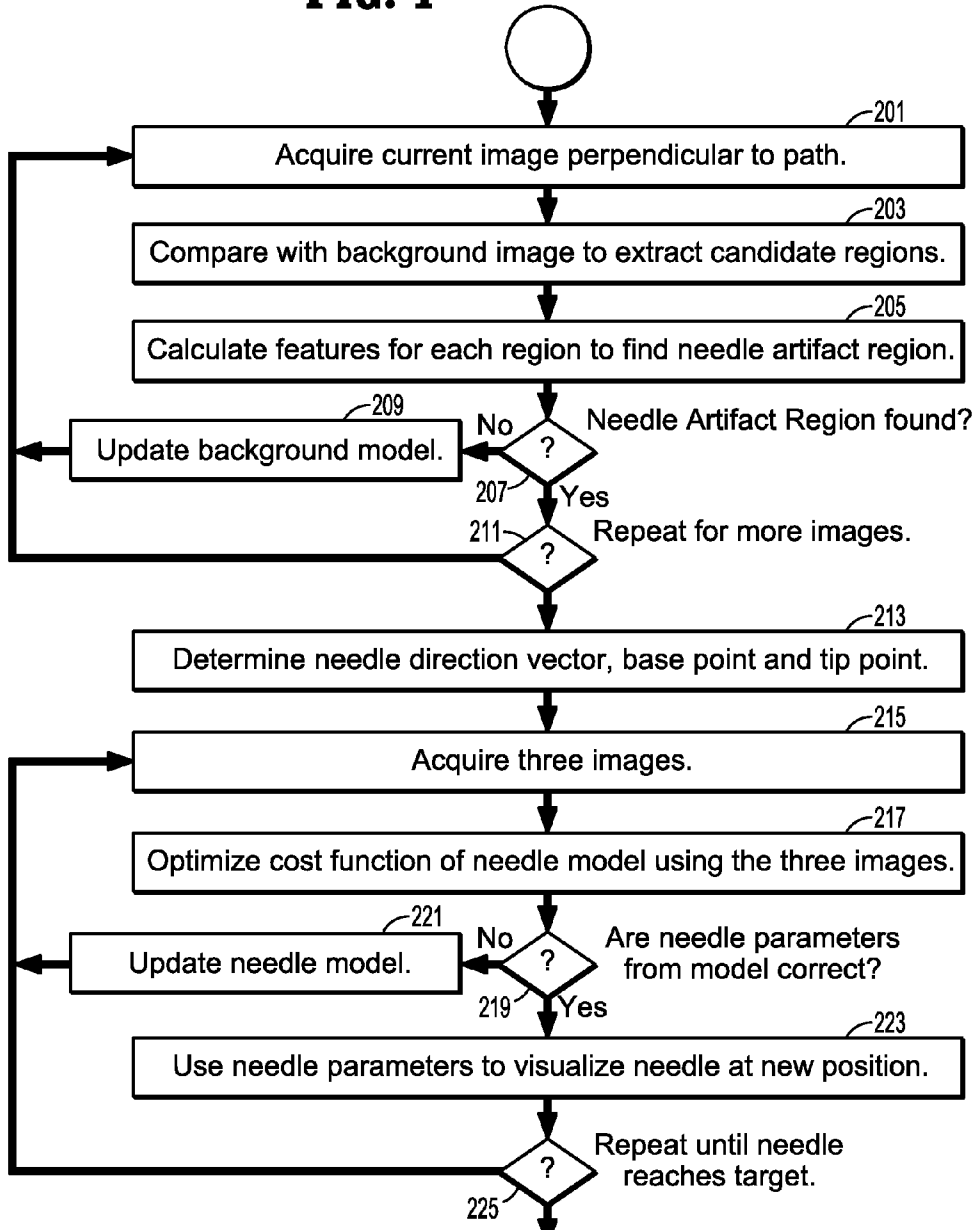 FIG. 1
201
Acquire current image perpendicular to path.
203
Compare with background image to extract candidate regions.
205
Calculate features for each region to find needle artifact region.
209
Update background model.
No
?
Needle Artifact Region found?
207
Yes
211
?
Repeat for more images.
213
Determine needle direction vector, base point and tip point.
215
Acquire three images.
217
Optimize cost function of needle model using the three images.
221
Update needle model.
No
?
Are needle parameters
from model correct?
219
Yes
223
Use needle parameters to visualize needle at new position.
?
Repeat until needle
reaches target.
225